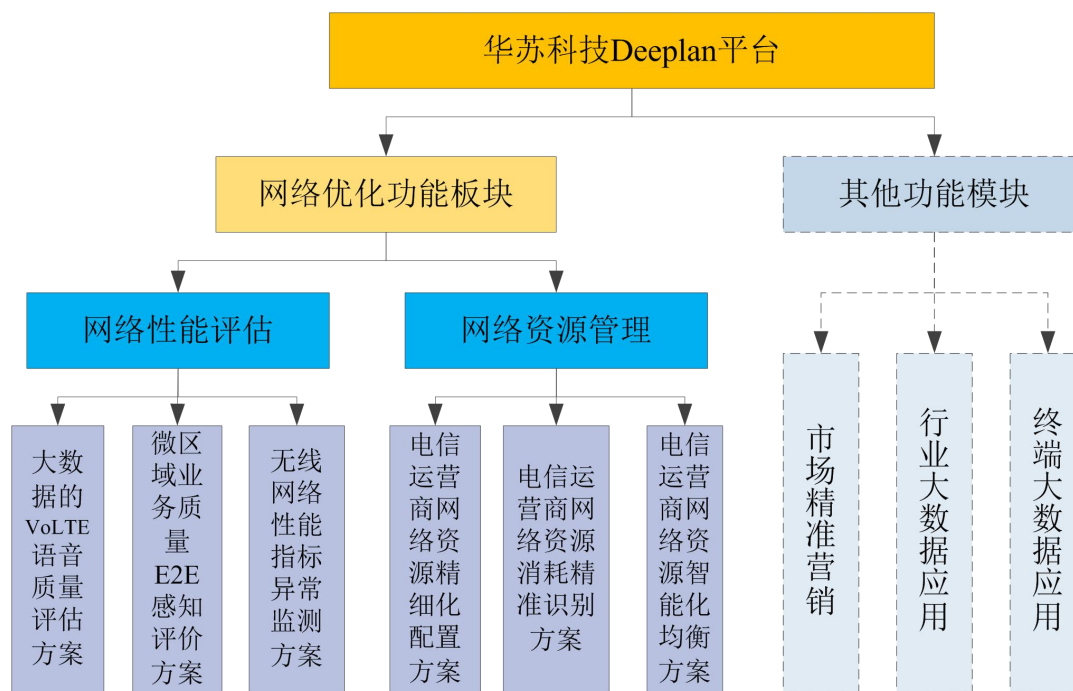 华苏科技Deeplan平台
网络优化功能板块
其他功能模块
网络性能评估
网络资源管理
大数
据的
VoLTE
语音
质量
评估
方案
微区
域业
务质
量
E2E
感知
评价
方案
无线
网络
性能
指标
异常
监测
方案
电信
运营
商网
络资
源精
细化
配置
方案
电信运
营商网
络资源
消耗精
准识别
方案
电信
运营
商网
络资
源智
能化
均衡
方案
市场精准营销
行业大数据应用
终端大数据应用